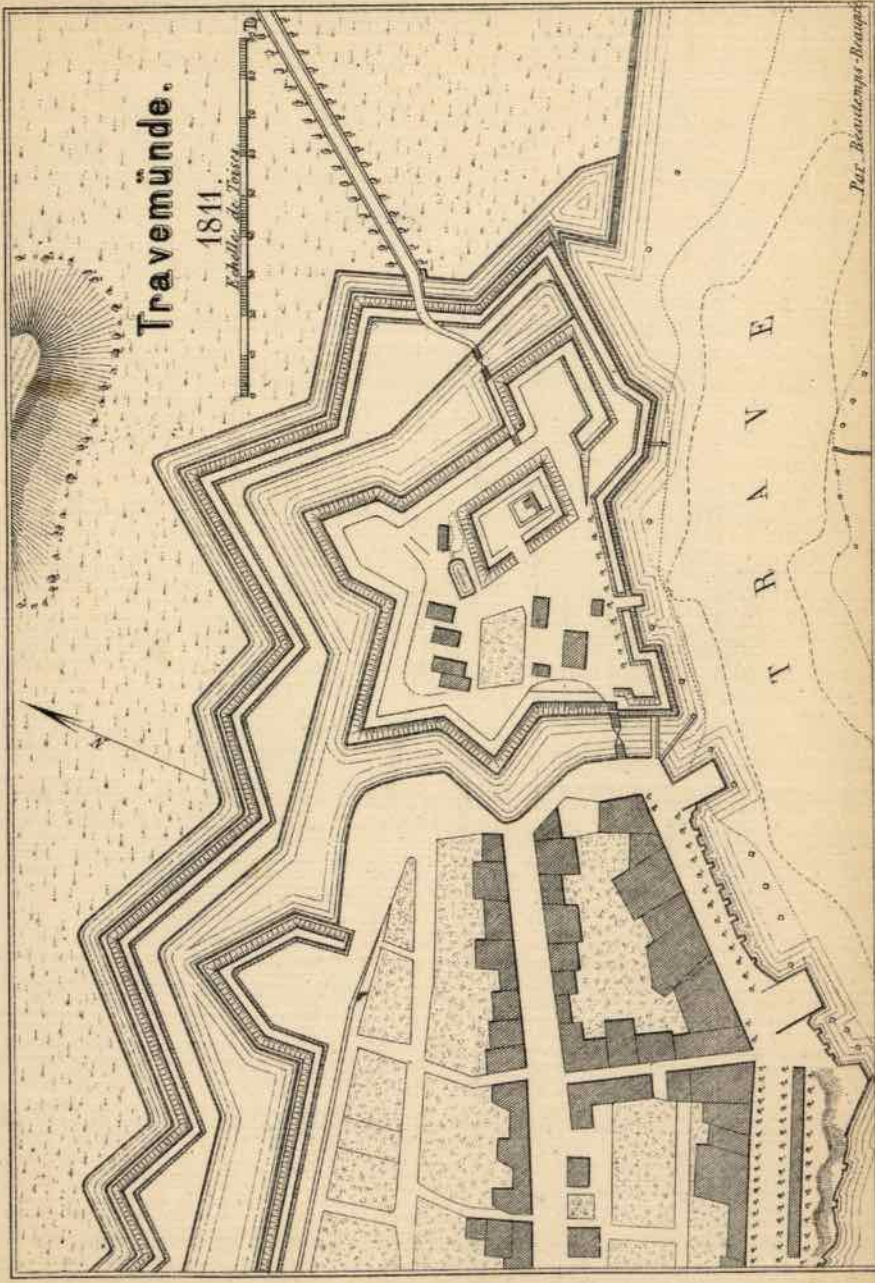 Travemünde.
1811.
Echelle de Toises
N
TRAVE
Par Beautemps-Beaupré